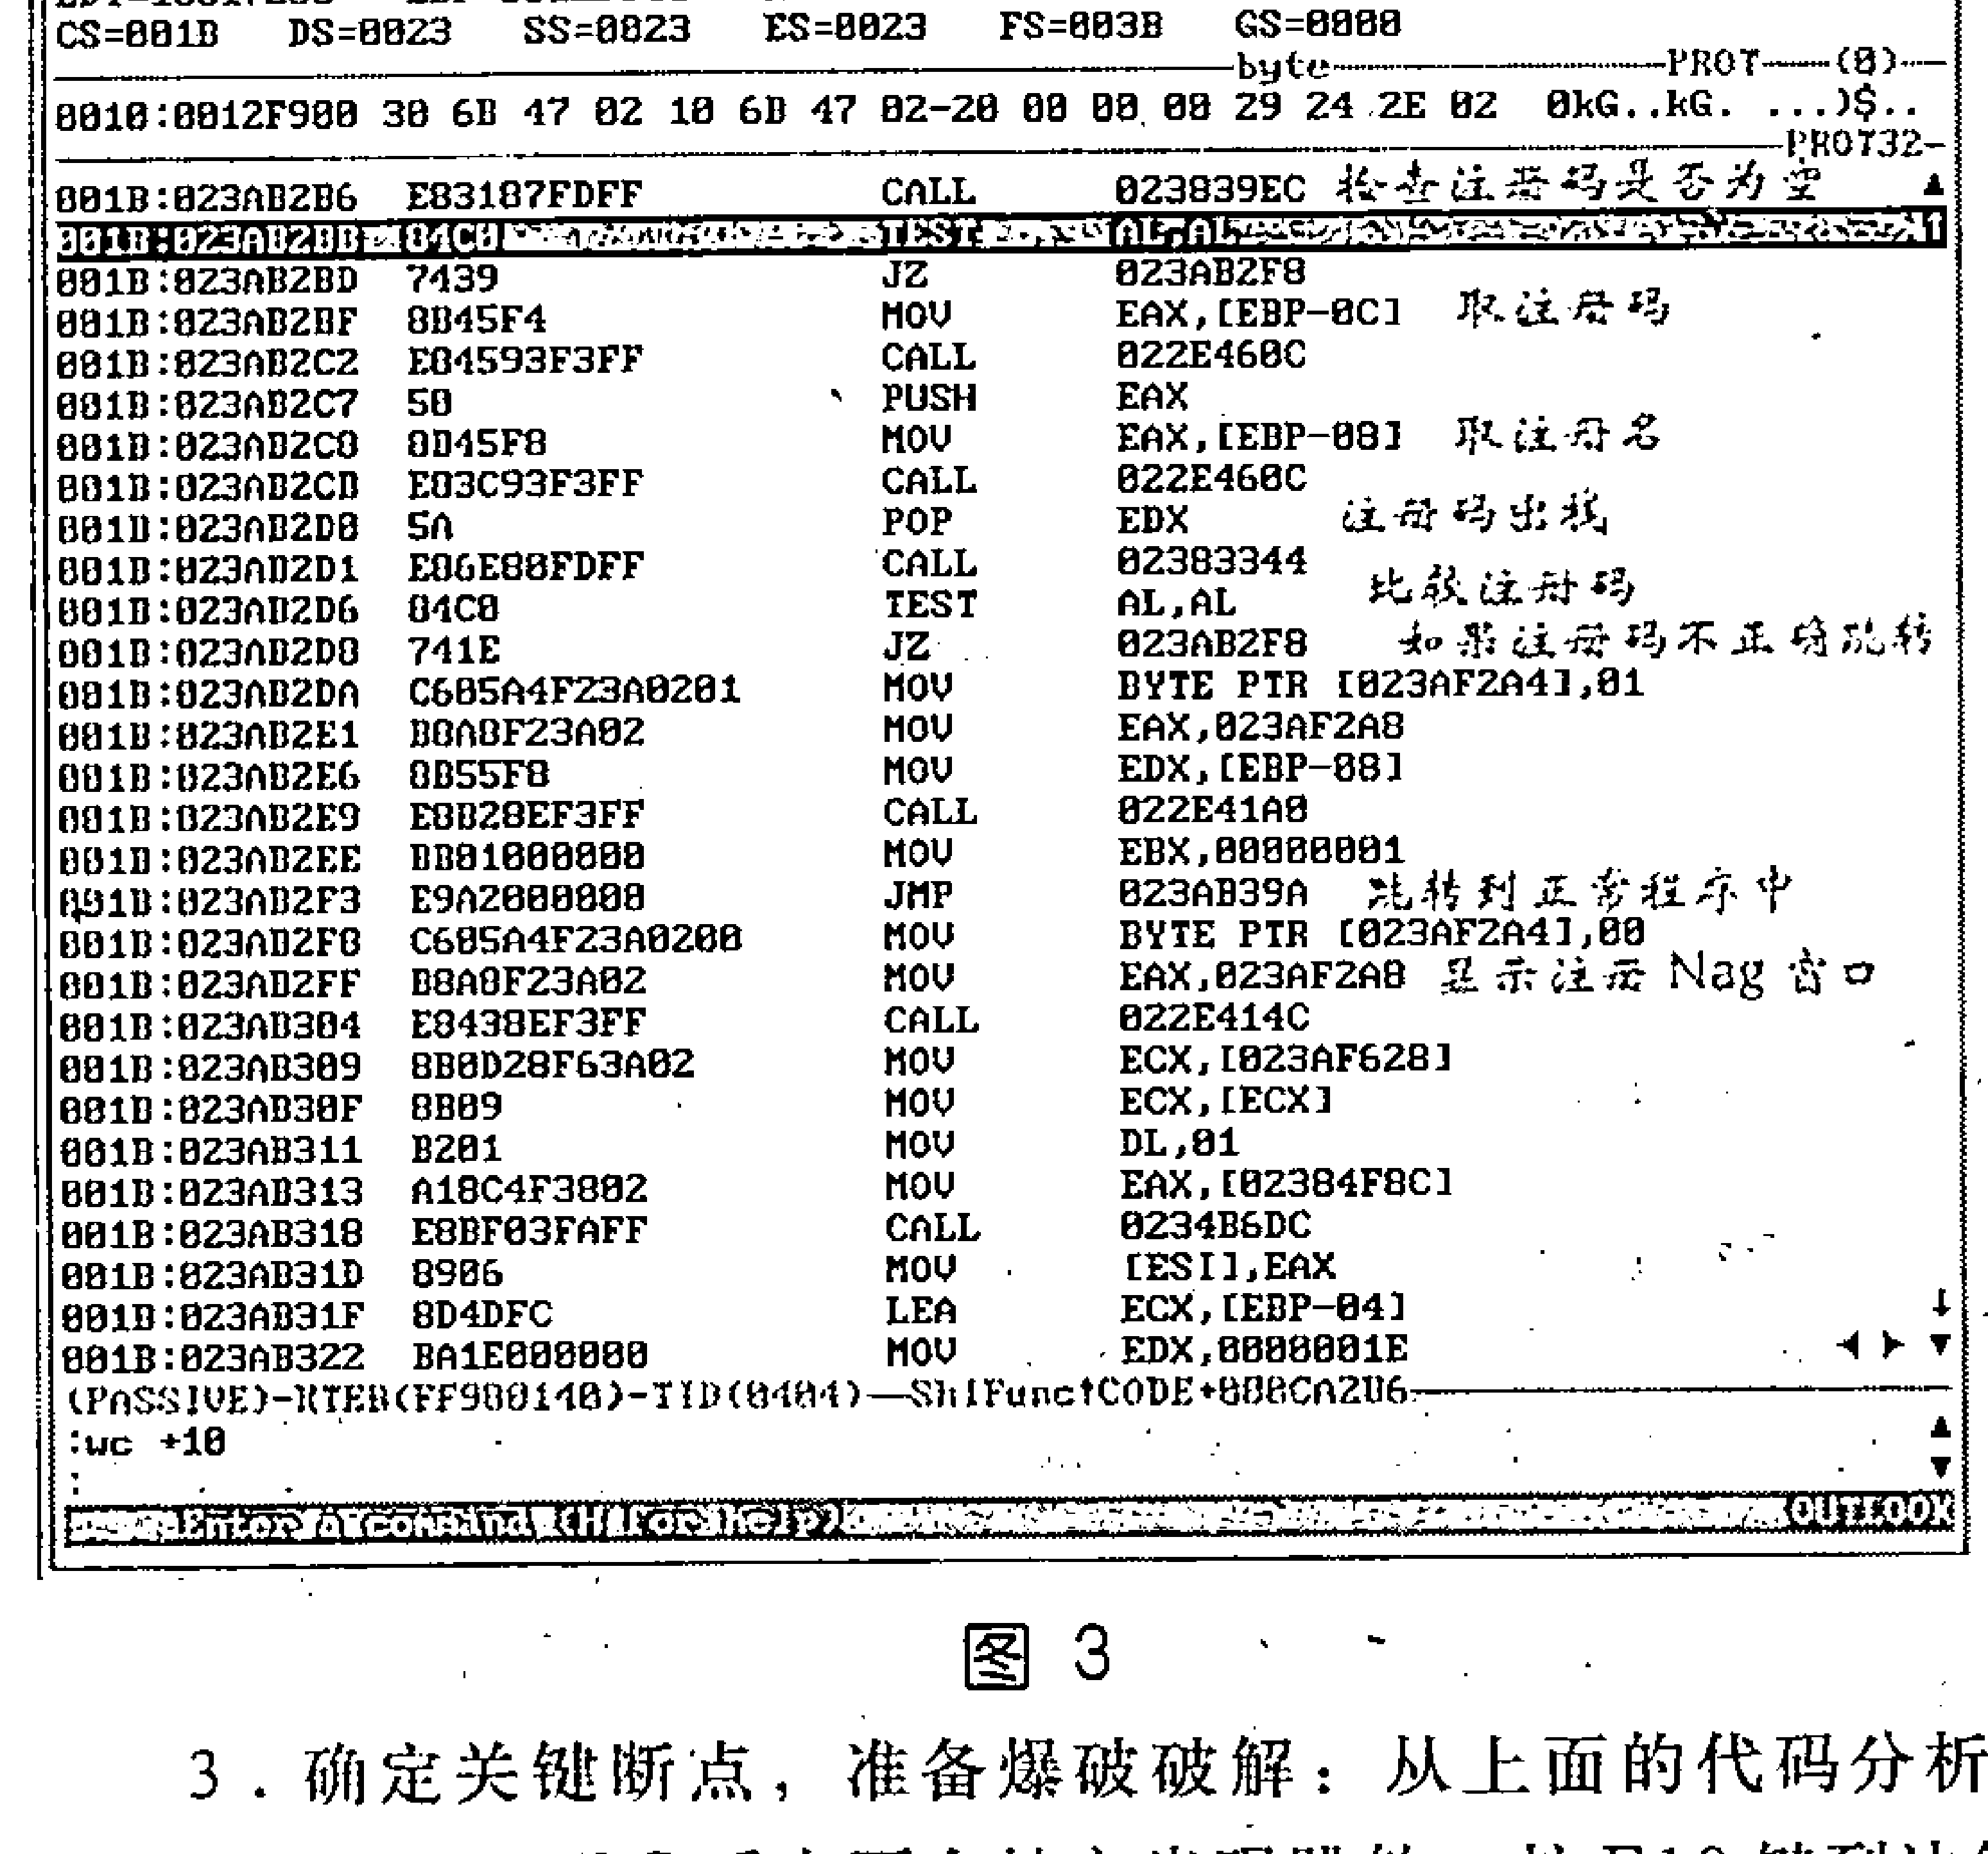 CS=001B DS=0023 SS=0023 ES=0023 FS=003B GS=0000
byte PROT (0)
0010:0012F900 30 6B 47 02 10 6B 47 02-20 00 00 00 29 24 2E 02 0kG..kG. ...)$..
PROT32
001B:023AB2B6 E83187FDFF CALL 023839EC 检查注册码是否为空
001B:023AB2BB 84C0 TEST AL,AL
001B:023AB2BD 7439 JZ 023AB2F8
001B:023AB2BF 8B45F4 MOV EAX,[EBP-0C] 取注册码
001B:023AB2C2 E84593F3FF CALL 022E460C
001B:023AB2C7 50 PUSH EAX
001B:023AB2C8 8B45F8 MOV EAX,[EBP-08] 取注册名
001B:023AB2CB E83C93F3FF CALL 022E460C
001B:023AB2D0 5A POP EDX 注册码出栈
001B:023AB2D1 E86E80FDFF CALL 02383344
001B:023AB2D6 84C0 TEST AL,AL 比较注册码
001B:023AB2D8 741E JZ 023AB2F8 如果注册码不正确跳转
001B:023AB2DA C605A4F23A0201 MOV BYTE PTR [023AF2A4],01
001B:023AB2E1 B8A8F23A02 MOV EAX,023AF2A8
001B:023AB2E6 8B55F8 MOV EDX,[EBP-08]
001B:023AB2E9 E8B28EF3FF CALL 022E41A0
001B:023AB2EE BB01000000 MOV EBX,00000001
001B:023AB2F3 E9A2000000 JMP 023AB39A 跳转到正常程序中
001B:023AB2F8 C605A4F23A0200 MOV BYTE PTR [023AF2A4],00
001B:023AB2FF B8A8F23A02 MOV EAX,023AF2A8 显示注册 Nag 窗口
001B:023AB304 E8438EF3FF CALL 022E414C
001B:023AB309 8B0D28F63A02 MOV ECX,[023AF628]
001B:023AB30F 8B09 MOV ECX,[ECX]
001B:023AB311 B201 MOV DL,01
001B:023AB313 A18C4F3802 MOV EAX,[02384F8C]
001B:023AB318 E8BF03FAFF CALL 0234B6DC
001B:023AB31D 8906 MOV [ESI],EAX
001B:023AB31F 8D4DFC LEA ECX,[EBP-04]
001B:023AB322 BA1E000000 MOV EDX,0000001E
(PASSIVE)-KTEB(FF980140)-TID(0404)—ShlFunc!CODE+000CA2B6
:wc +10
:
Enter a command (H for help) OUTLOOK
图 3
3．确定关键断点，准备爆破破解：从上面的代码分析